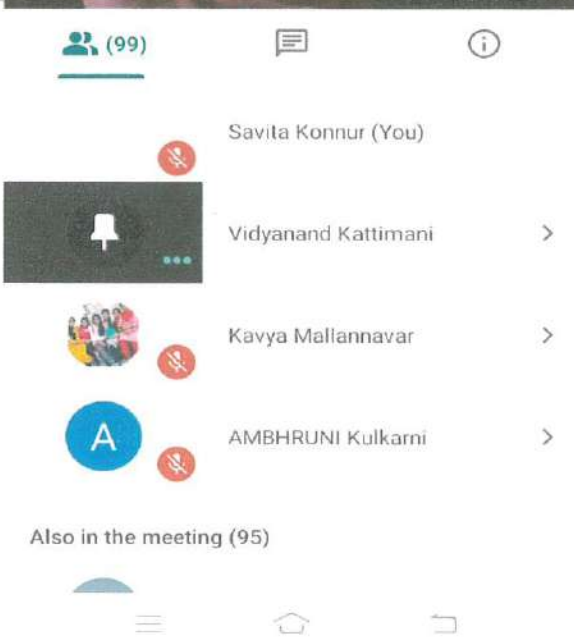 (99)
Savita Konnur (You)
Vidyanand Kattimani
Kavya Mallannavar
A
AMBHRUNI Kulkarni
Also in the meeting (95)